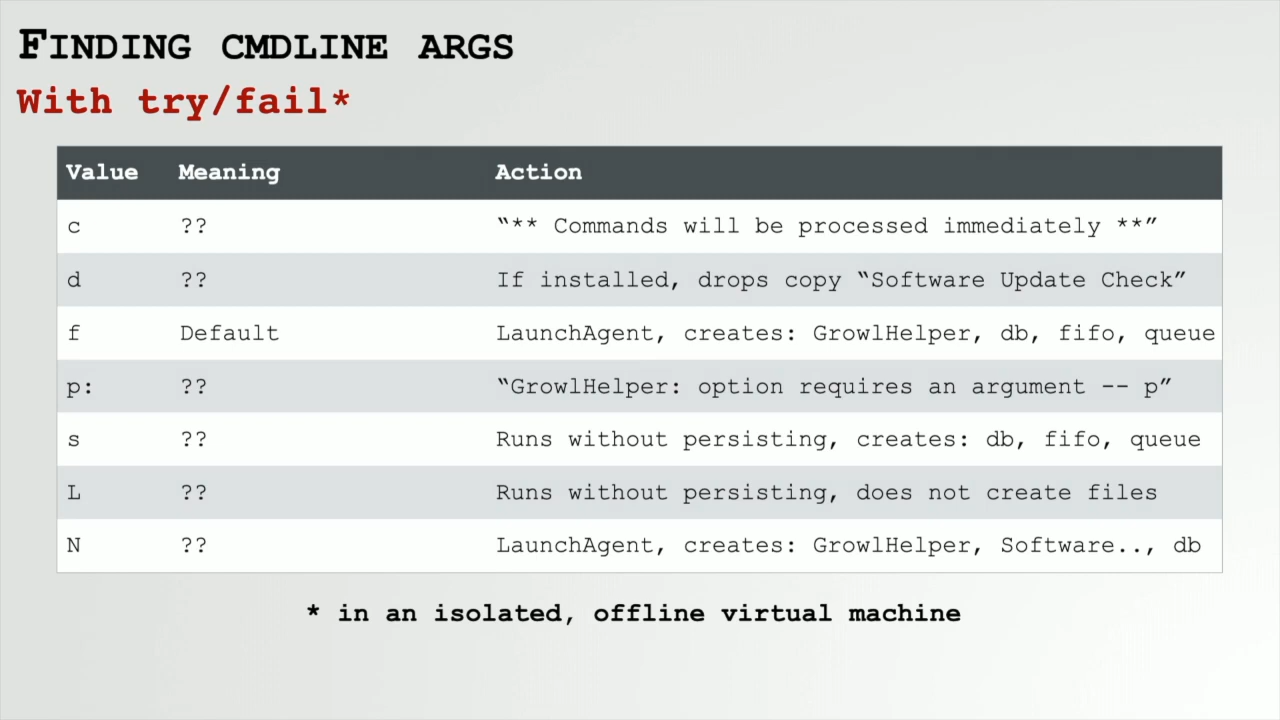 Finding cmdline args
With try/fail*
Value Meaning Action
c ?? “** Commands will be processed immediately **”
d ?? If installed, drops copy “Software Update Check”
f Default LaunchAgent, creates: GrowlHelper, db, fifo, queue
p: ?? “GrowlHelper: option requires an argument -- p”
s ?? Runs without persisting, creates: db, fifo, queue
L ?? Runs without persisting, does not create files
N ?? LaunchAgent, creates: GrowlHelper, Software.., db
* in an isolated, offline virtual machine